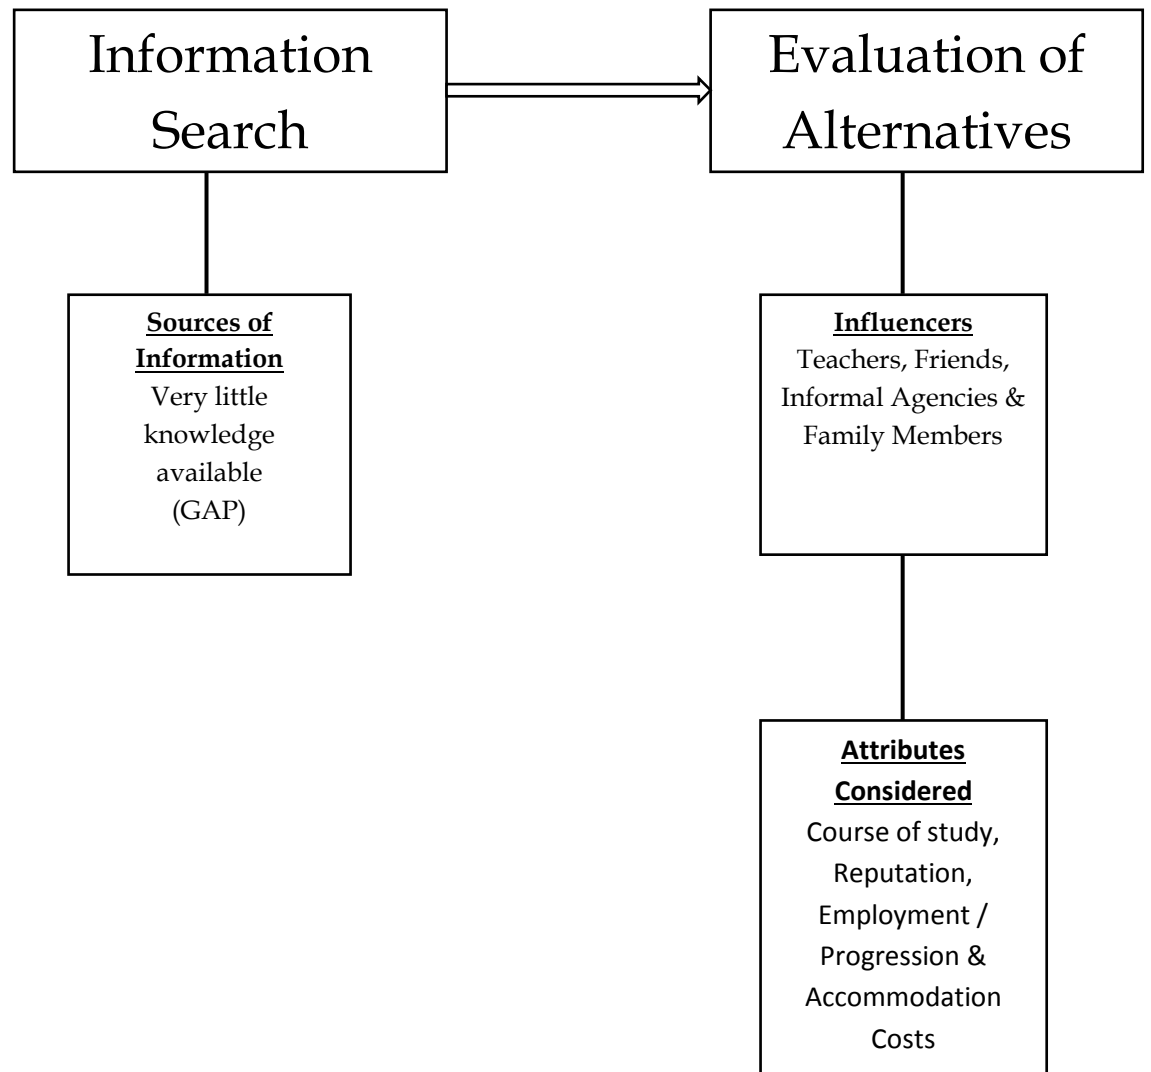 Information
Search
Evaluation of
Alternatives
Sources of
Information
Very little
knowledge
available
(GAP)
Influencers
Teachers, Friends,
Informal Agencies &
Family Members
Attributes
Considered
Course of study,
Reputation,
Employment /
Progression &
Accommodation
Costs